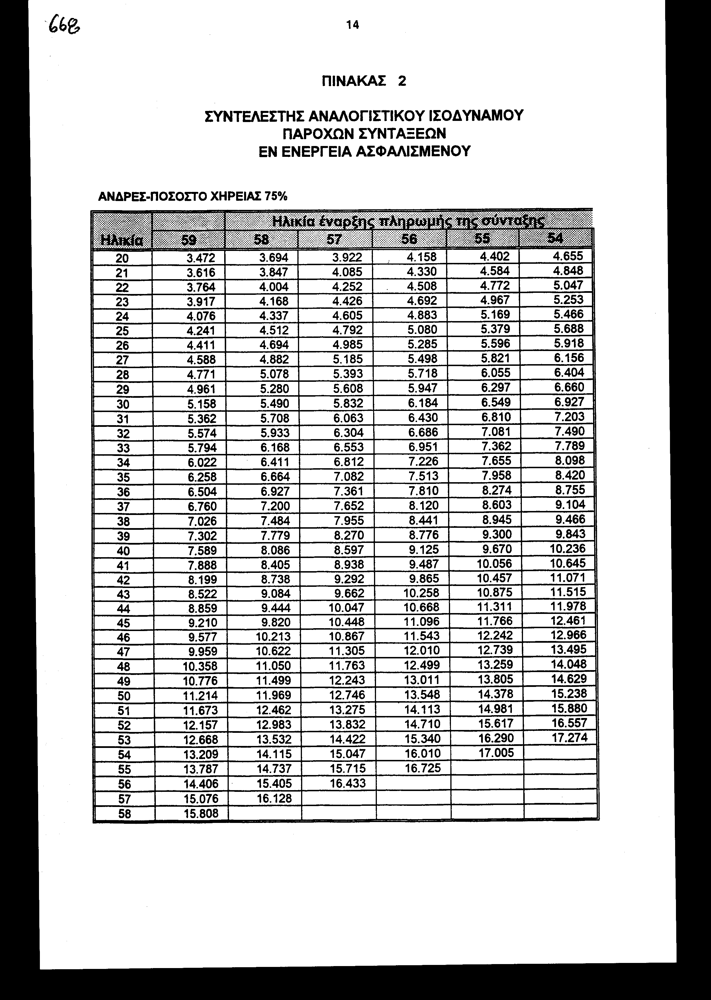 668
14
ΠΙΝΑΚΑΣ 2
ΣΥΝΤΕΛΕΣΤΗΣ ΑΝΑΛΟΓΙΣΤΙΚΟΥ ΙΣΟΔΥΝΑΜΟΥ
ΠΑΡΟΧΩΝ ΣΥΝΤΑΞΕΩΝ
ΕΝ ΕΝΕΡΓΕΙΑ ΑΣΦΑΛΙΣΜΕΝΟΥ
ΑΝΔΡΕΣ-ΠΟΣΟΣΤΟ ΧΗΡΕΙΑΣ 75%
Ηλικία έναρξης πληρωμής της σύνταξης
Ηλικία 59 58 57 56 55 54
20 3.472 3.694 3.922 4.158 4.402 4.655
21 3.616 3.847 4.085 4.330 4.584 4.848
22 3.764 4.004 4.252 4.508 4.772 5.047
23 3.917 4.168 4.426 4.692 4.967 5.253
24 4.076 4.337 4.605 4.883 5.169 5.466
25 4.241 4.512 4.792 5.080 5.379 5.688
26 4.411 4.694 4.985 5.285 5.596 5.918
27 4.588 4.882 5.185 5.498 5.821 6.156
28 4.771 5.078 5.393 5.718 6.055 6.404
29 4.961 5.280 5.608 5.947 6.297 6.660
30 5.158 5.490 5.832 6.184 6.549 6.927
31 5.362 5.708 6.063 6.430 6.810 7.203
32 5.574 5.933 6.304 6.686 7.081 7.490
33 5.794 6.168 6.553 6.951 7.362 7.789
34 6.022 6.411 6.812 7.226 7.655 8.098
35 6.258 6.664 7.082 7.513 7.958 8.420
36 6.504 6.927 7.361 7.810 8.274 8.755
37 6.760 7.200 7.652 8.120 8.603 9.104
38 7.026 7.484 7.955 8.441 8.945 9.466
39 7.302 7.779 8.270 8.776 9.300 9.843
40 7.589 8.086 8.597 9.125 9.670 10.236
41 7.888 8.405 8.938 9.487 10.056 10.645
42 8.199 8.738 9.292 9.865 10.457 11.071
43 8.522 9.084 9.662 10.258 10.875 11.515
44 8.859 9.444 10.047 10.668 11.311 11.978
45 9.210 9.820 10.448 11.096 11.766 12.461
46 9.577 10.213 10.867 11.543 12.242 12.966
47 9.959 10.622 11.305 12.010 12.739 13.495
48 10.358 11.050 11.763 12.499 13.259 14.048
49 10.776 11.499 12.243 13.011 13.805 14.629
50 11.214 11.969 12.746 13.548 14.378 15.238
51 11.673 12.462 13.275 14.113 14.981 15.880
52 12.157 12.983 13.832 14.710 15.617 16.557
53 12.668 13.532 14.422 15.340 16.290 17.274
54 13.209 14.115 15.047 16.010 17.005
55 13.787 14.737 15.715 16.725
56 14.406 15.405 16.433
57 15.076 16.128
58 15.808